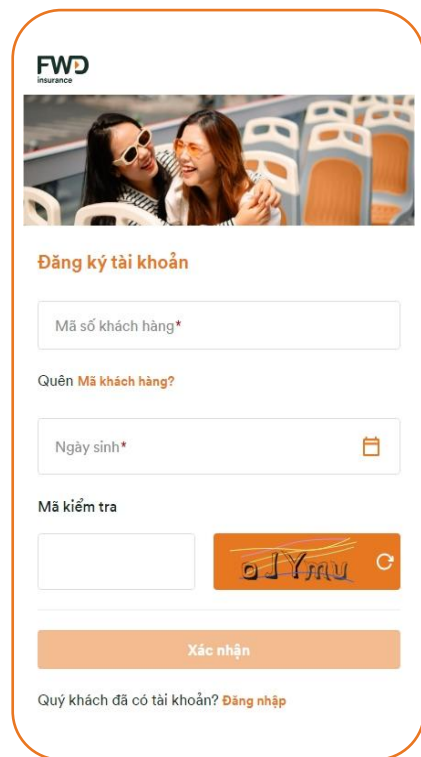 FWD
insurance
Đăng ký tài khoản
Mã số khách hàng*
Quên Mã khách hàng?
Ngày sinh*
Mã kiểm tra
oJYmu
Xác nhận
Quý khách đã có tài khoản? Đăng nhập